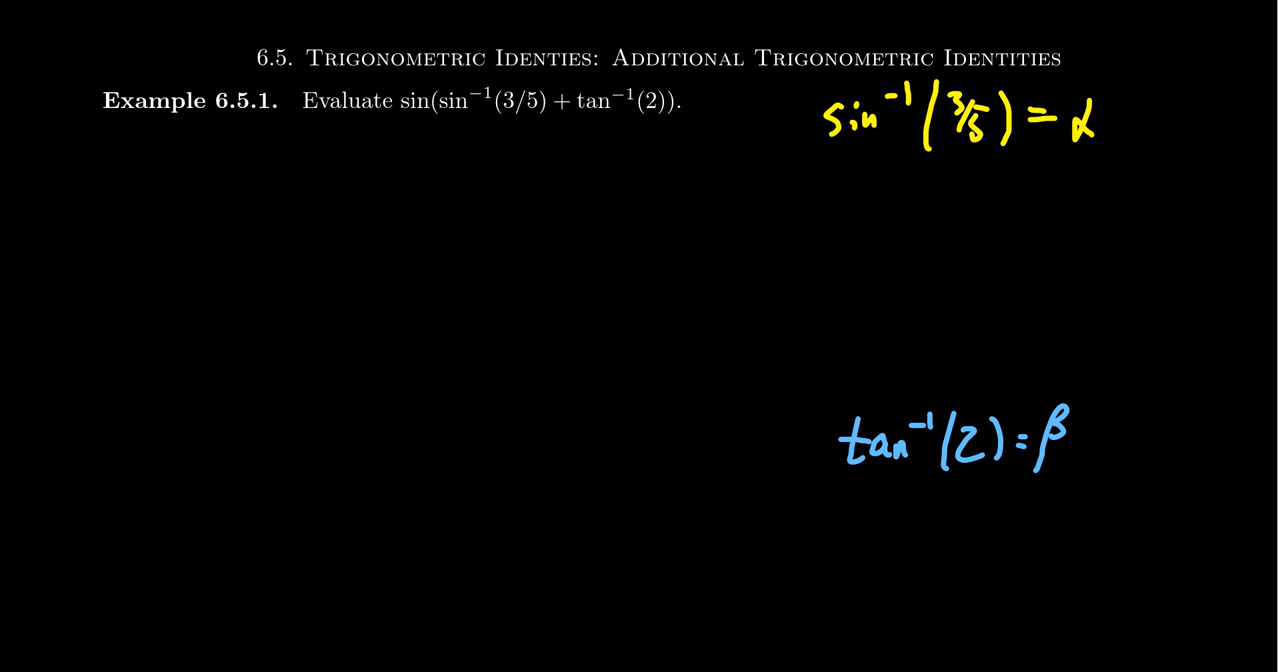 6.5. Trigonometric Identies: Additional Trigonometric Identities
Example 6.5.1. Evaluate sin(sin⁻¹(3/5) + tan⁻¹(2)).
sin⁻¹(3/5) = α
tan⁻¹(2) = β